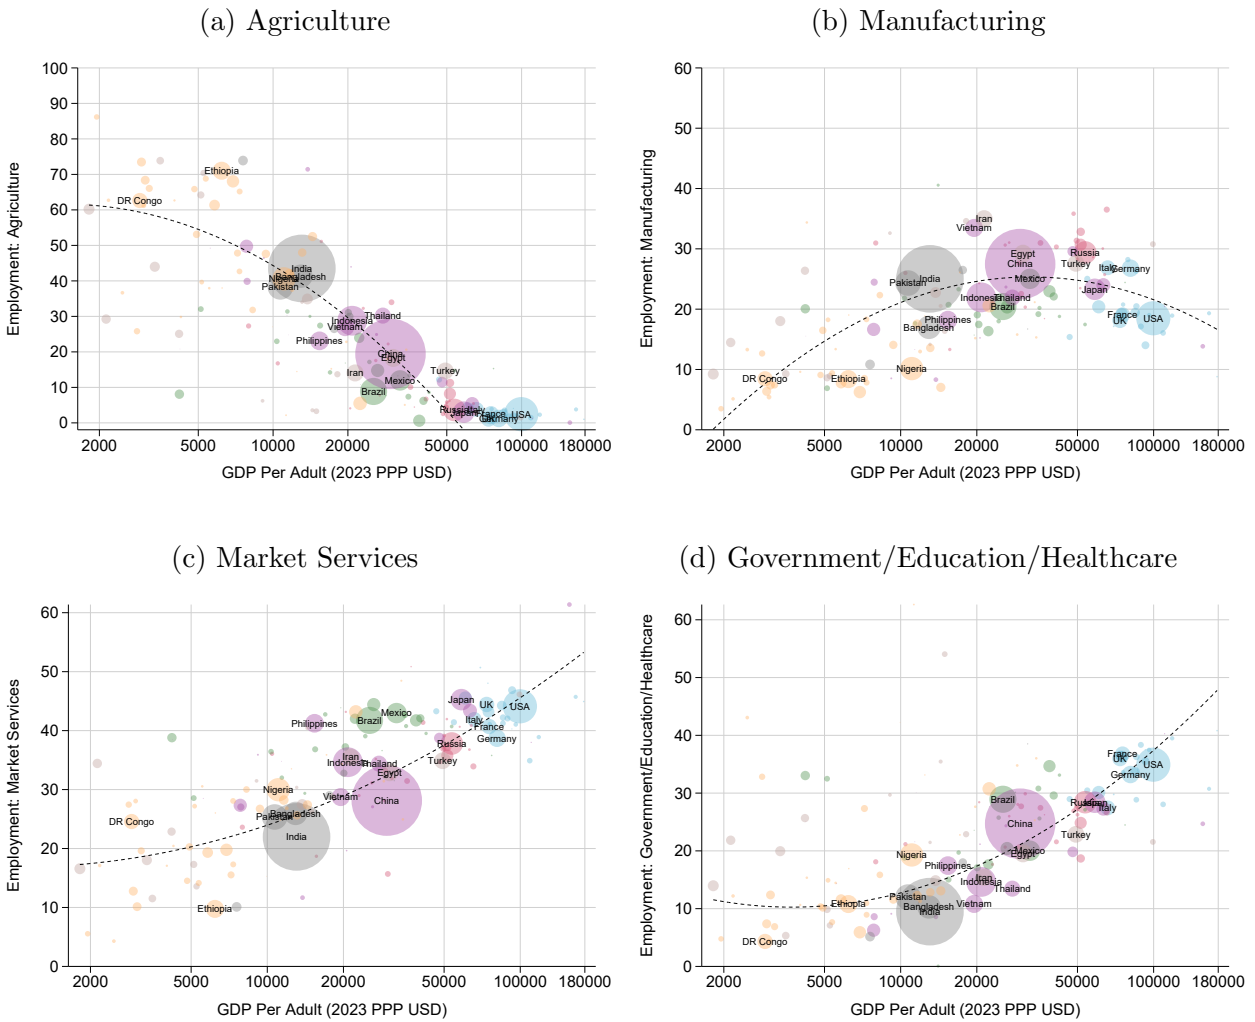 (a) Agriculture
Employment: Agriculture
100
90
80
70
60
50
40
30
20
10
0
Ethiopia
DR Congo
India
Bangladesh
Nigeria
Pakistan
Thailand
Indonesia
Vietnam
Philippines
China
Egypt
Iran
Mexico
Turkey
Brazil
Russia
Italy
Japan
France
USA
UK
Germany
2000 5000 10000 20000 50000 100000 180000
GDP Per Adult (2023 PPP USD)
(b) Manufacturing
Employment: Manufacturing
60
50
40
30
20
10
0
Iran
Vietnam
Egypt
China
Russia
Turkey
Italy
Germany
India
Pakistan
Mexico
Japan
Indonesia
Thailand
Brazil
Philippines
Bangladesh
France
UK
USA
Nigeria
DR Congo
Ethiopia
2000 5000 10000 20000 50000 100000 180000
GDP Per Adult (2023 PPP USD)
(c) Market Services
Employment: Market Services
60
50
40
30
20
10
0
Japan
UK
USA
Mexico
Philippines
Brazil
Italy
France
Germany
Russia
Iran
Indonesia
Thailand
Turkey
Egypt
Nigeria
Vietnam
China
Bangladesh
Pakistan
DR Congo
India
Ethiopia
2000 5000 10000 20000 50000 100000 180000
GDP Per Adult (2023 PPP USD)
(d) Government/Education/Healthcare
Employment: Government/Education/Healthcare
60
50
40
30
20
10
0
France
UK
USA
Germany
Brazil
Russia
Japan
Italy
China
Turkey
Nigeria
Mexico
Egypt
Philippines
Iran
Indonesia
Thailand
Pakistan
Ethiopia
Bangladesh
Vietnam
India
DR Congo
2000 5000 10000 20000 50000 100000 180000
GDP Per Adult (2023 PPP USD)